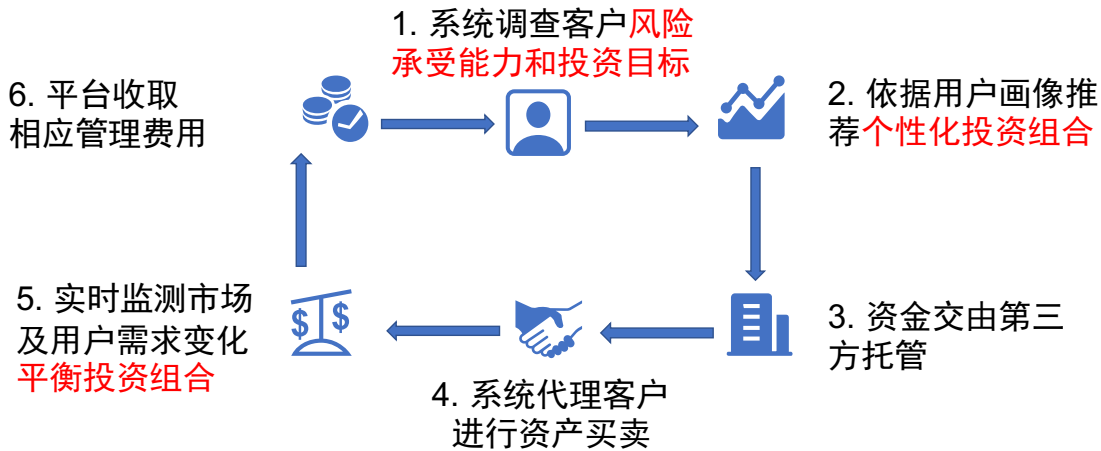 1. 系统调查客户风险
承受能力和投资目标
2. 依据用户画像推
荐个性化投资组合
3. 资金交由第三
方托管
4. 系统代理客户
进行资产买卖
5. 实时监测市场
及用户需求变化
平衡投资组合
$ $
6. 平台收取
相应管理费用